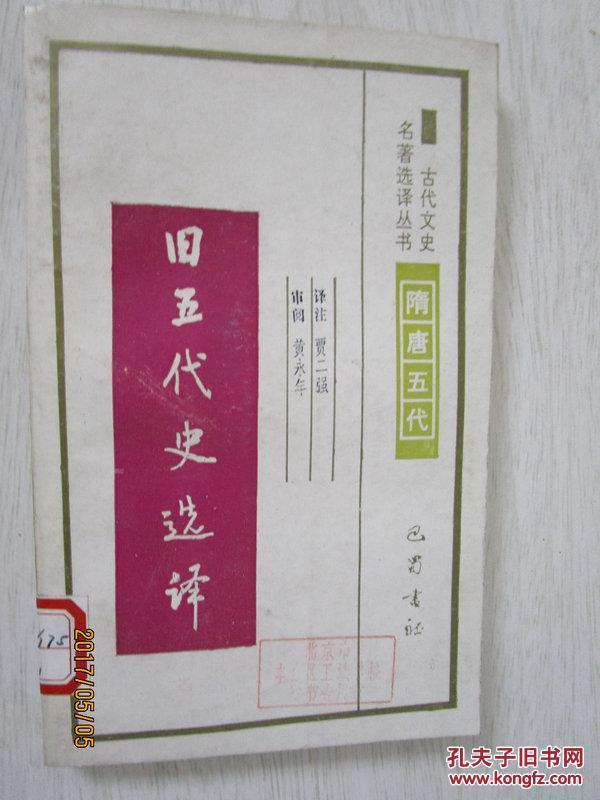 古代文史
名著选译丛书
隋唐五代
译注 贾二强
审阅 黄永年
旧五代史选译
巴蜀书社
2017/05/05
孔夫子旧书网
www.kongfz.com